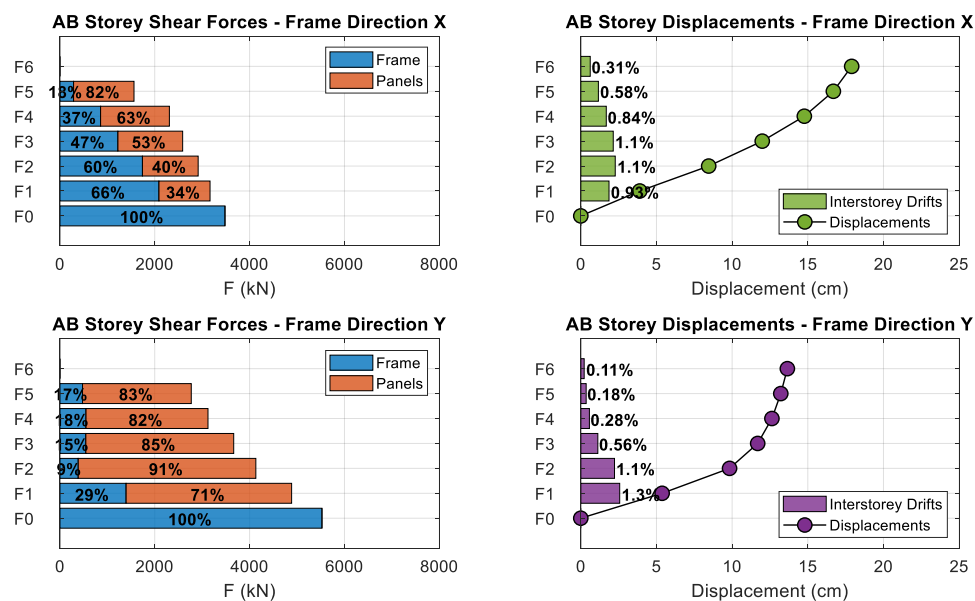 AB Storey Shear Forces - Frame Direction X
F6
F5
F4
F3
F2
F1
F0
18% 82%
37% 63%
47% 53%
60% 40%
66% 34%
100%
Frame
Panels
0 2000 4000 6000 8000
F (kN)
AB Storey Displacements - Frame Direction X
F6
F5
F4
F3
F2
F1
F0
0.31%
0.58%
0.84%
1.1%
1.1%
0.93%
Interstorey Drifts
Displacements
0 5 10 15 20 25
Displacement (cm)
AB Storey Shear Forces - Frame Direction Y
F6
F5
F4
F3
F2
F1
F0
17% 83%
18% 82%
15% 85%
9% 91%
29% 71%
100%
Frame
Panels
0 2000 4000 6000 8000
F (kN)
AB Storey Displacements - Frame Direction Y
F6
F5
F4
F3
F2
F1
F0
0.11%
0.18%
0.28%
0.56%
1.1%
1.3%
Interstorey Drifts
Displacements
0 5 10 15 20 25
Displacement (cm)